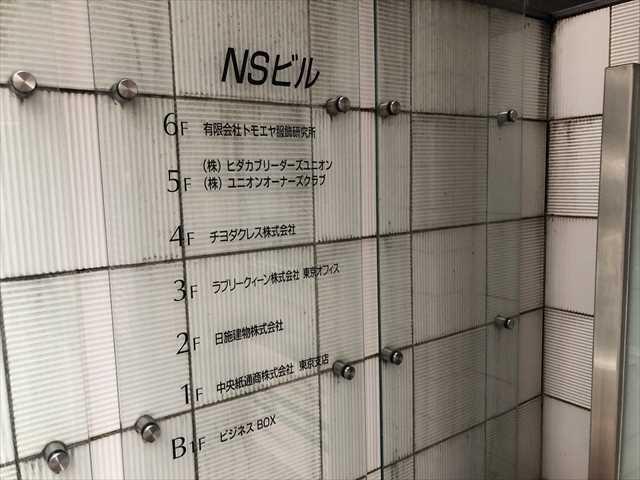 NSビル
6F 有限会社トモエヤ服飾研究所
(株) ヒダカブリーダーズユニオン
5F (株) ユニオンオーナーズクラブ
4F チヨダクレス株式会社
3F ラブリークィーン株式会社 東京オフィス
2F 日施建物株式会社
1F 中央紙通商株式会社 東京支店
B1F ビジネス BOX